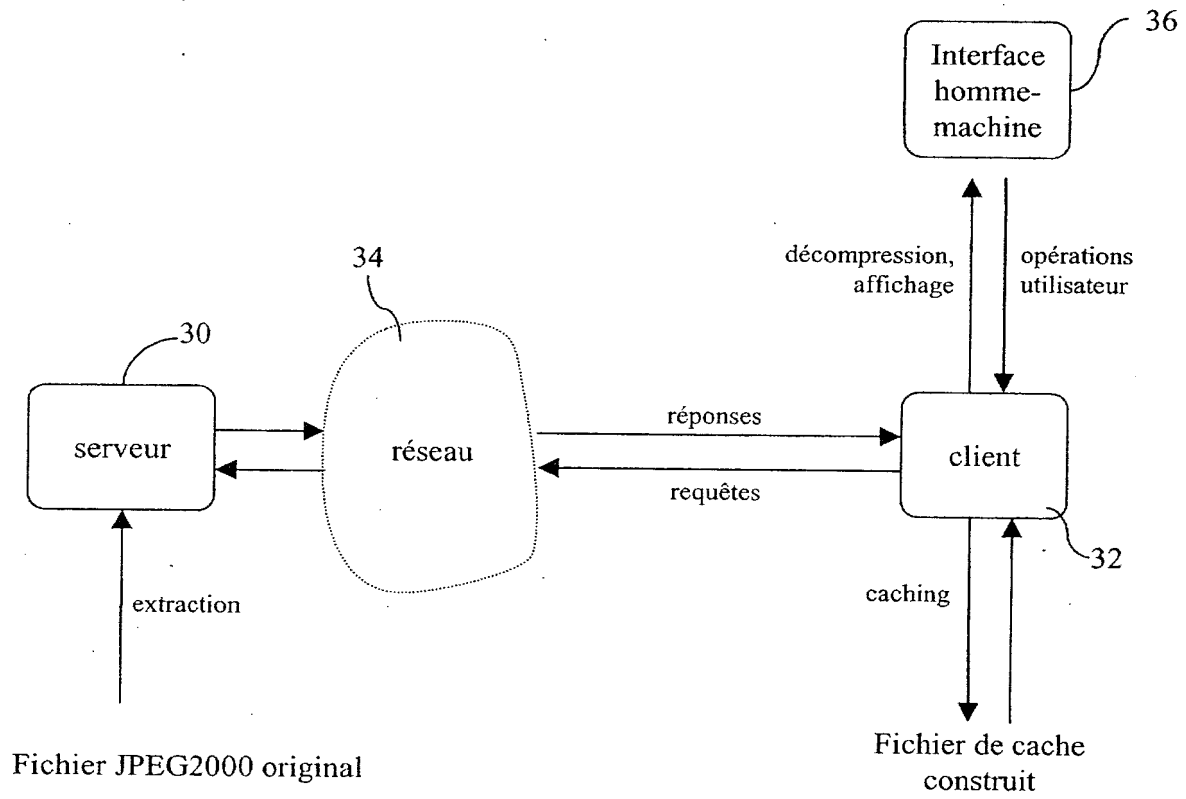 36
Interface
homme-
machine
décompression,
affichage
opérations
utilisateur
34
30
serveur
réseau
réponses
requêtes
client
32
extraction
caching
Fichier JPEG2000 original
Fichier de cache
construit